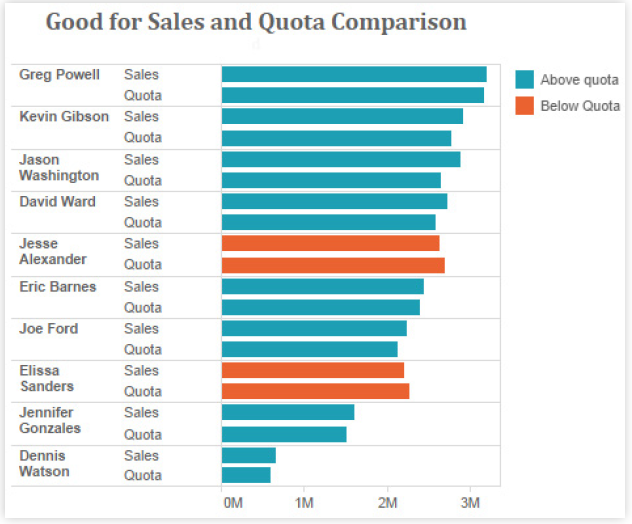 Good for Sales and Quota Comparison
Greg Powell Sales
Quota
Kevin Gibson Sales
Quota
Jason Washington Sales
Quota
David Ward Sales
Quota
Jesse Alexander Sales
Quota
Eric Barnes Sales
Quota
Joe Ford Sales
Quota
Elissa Sanders Sales
Quota
Jennifer Gonzales Sales
Quota
Dennis Watson Sales
Quota
0M 1M 2M 3M
Above quota
Below Quota